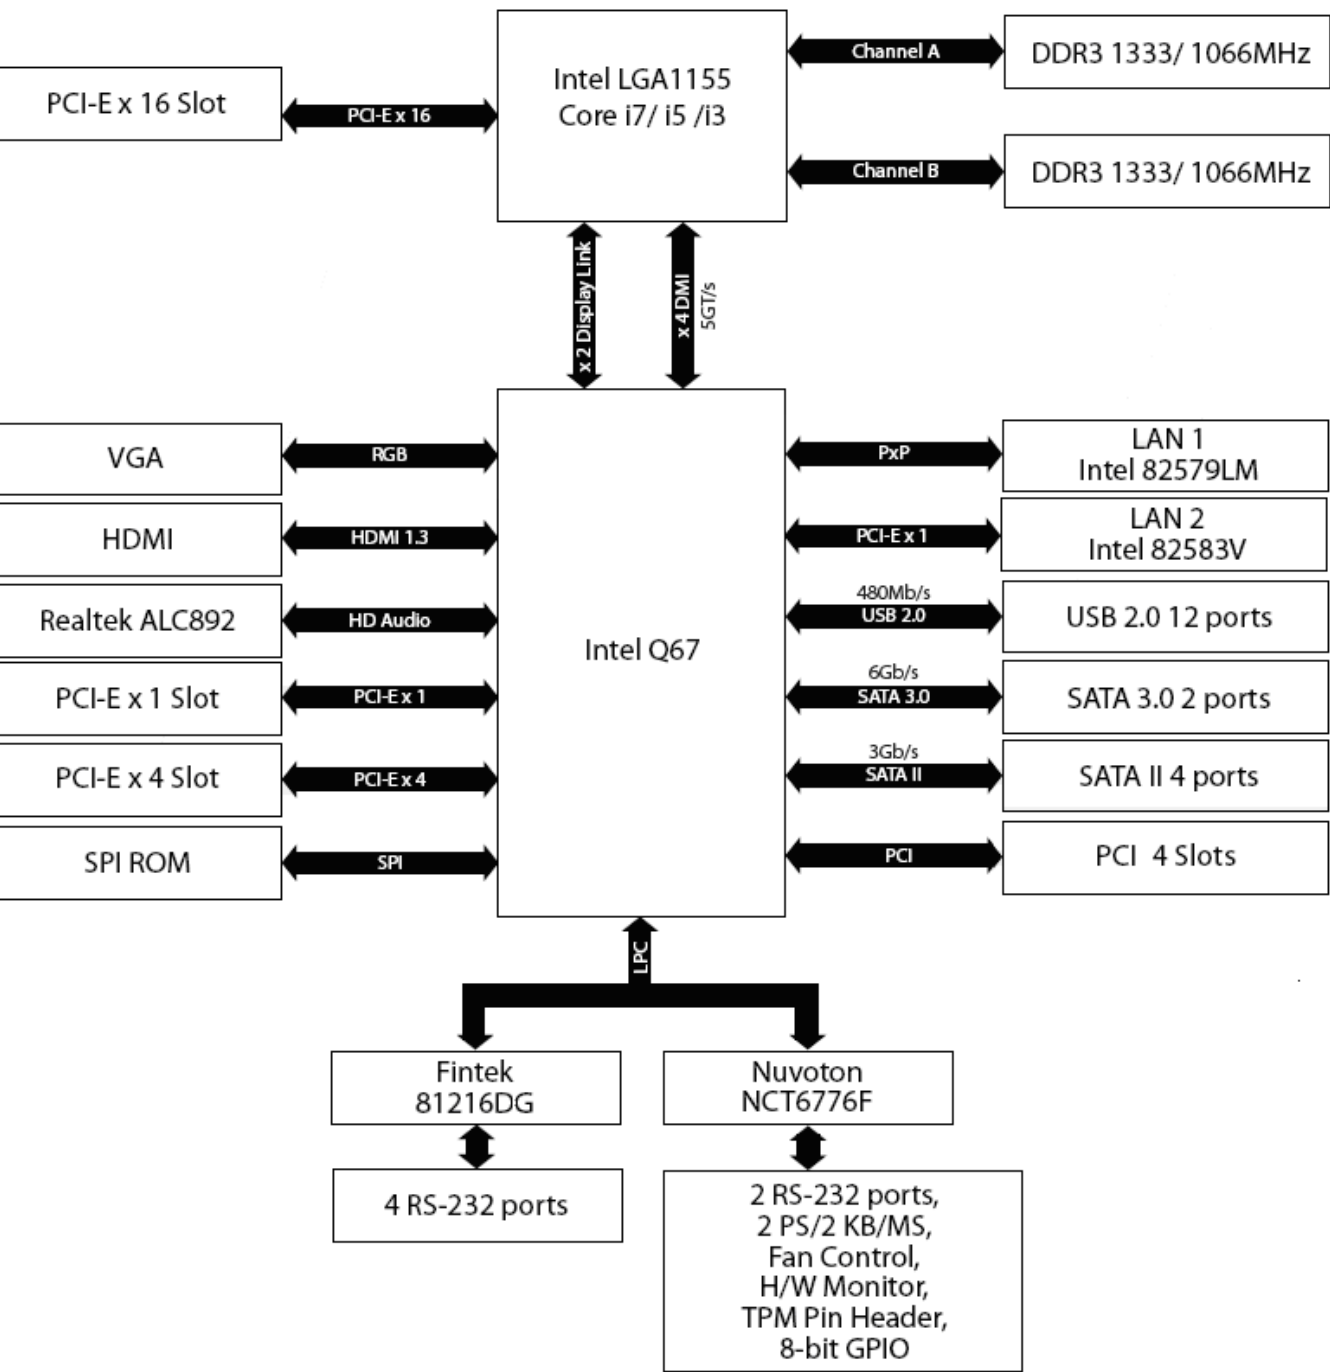 PCI-E x 16 Slot
PCI-E x 16
Intel LGA1155
Core i7/ i5 /i3
Channel A
DDR3 1333/ 1066MHz
Channel B
DDR3 1333/ 1066MHz
x 2 Display Link
x 4 DMI
5GT/s
VGA
RGB
HDMI
HDMI 1.3
Realtek ALC892
HD Audio
PCI-E x 1 Slot
PCI-E x 1
PCI-E x 4 Slot
PCI-E x 4
SPI ROM
SPI
Intel Q67
PxP
LAN 1
Intel 82579LM
PCI-E x 1
LAN 2
Intel 82583V
480Mb/s
USB 2.0
USB 2.0 12 ports
6Gb/s
SATA 3.0
SATA 3.0 2 ports
3Gb/s
SATA II
SATA II 4 ports
PCI
PCI 4 Slots
LPC
Fintek
81216DG
4 RS-232 ports
Nuvoton
NCT6776F
2 RS-232 ports,
2 PS/2 KB/MS,
Fan Control,
H/W Monitor,
TPM Pin Header,
8-bit GPIO